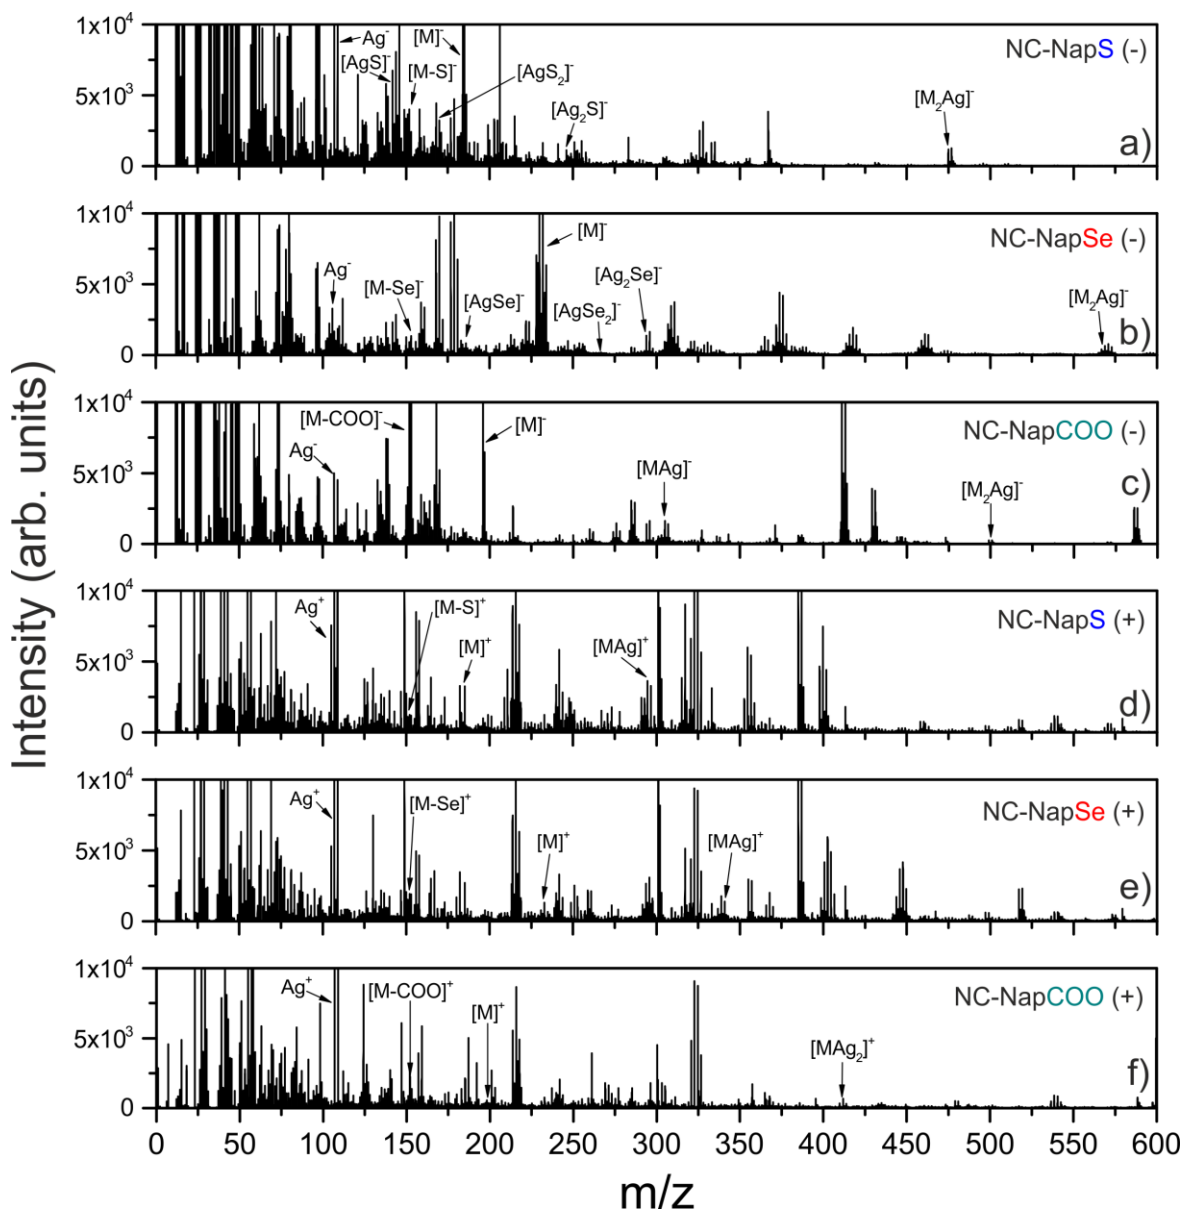 Intensity (arb. units)
1x10⁴
5x10³
0
Ag⁻
[AgS]⁻
[M-S]⁻
[M]⁻
[AgS₂]⁻
[Ag₂S]⁻
[M₂Ag]⁻
NC-NapS (-)
a)
1x10⁴
5x10³
0
Ag⁻
[M-Se]⁻
[AgSe]⁻
[M]⁻
[AgSe₂]⁻
[Ag₂Se]⁻
[M₂Ag]⁻
NC-NapSe (-)
b)
1x10⁴
5x10³
0
[M-COO]⁻
Ag⁻
[M]⁻
[MAg]⁻
[M₂Ag]⁻
NC-NapCOO (-)
c)
1x10⁴
5x10³
0
Ag⁺
[M-S]⁺
[M]⁺
[MAg]⁺
NC-NapS (+)
d)
1x10⁴
5x10³
0
Ag⁺
[M-Se]⁺
[M]⁺
[MAg]⁺
NC-NapSe (+)
e)
1x10⁴
5x10³
0
Ag⁺
[M-COO]⁺
[M]⁺
[MAg₂]⁺
NC-NapCOO (+)
f)
0 50 100 150 200 250 300 350 400 450 500 550 600
m/z